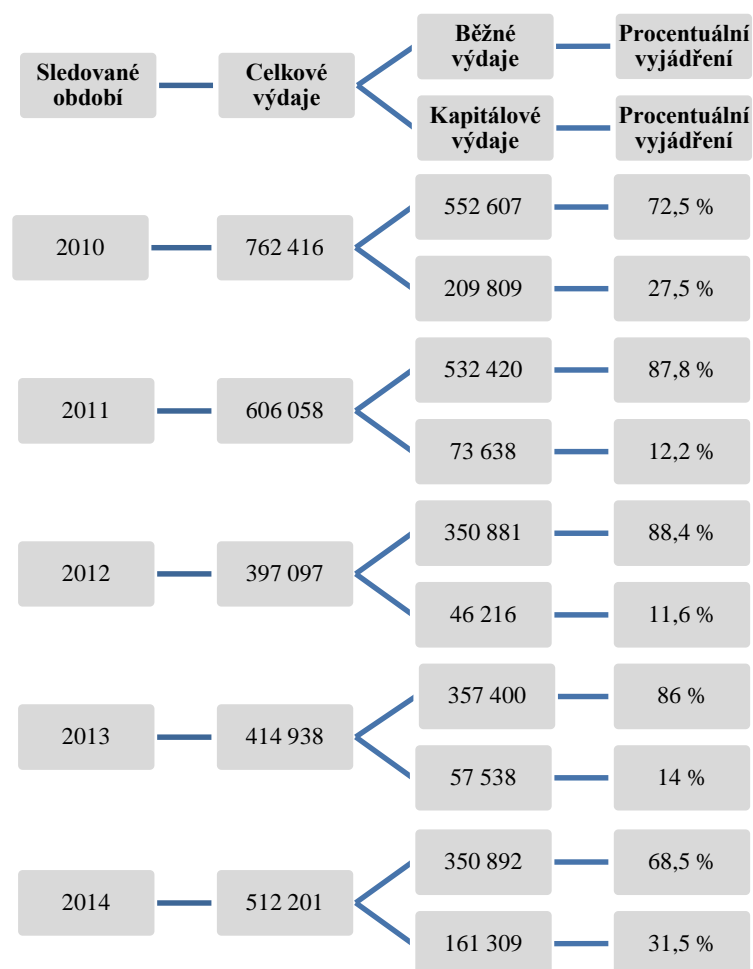 Sledované
období
Celkové
výdaje
Běžné
výdaje
Procentuální
vyjádření
Kapitálové
výdaje
Procentuální
vyjádření
2010
762 416
552 607
72,5 %
209 809
27,5 %
2011
606 058
532 420
87,8 %
73 638
12,2 %
2012
397 097
350 881
88,4 %
46 216
11,6 %
2013
414 938
357 400
86 %
57 538
14 %
2014
512 201
350 892
68,5 %
161 309
31,5 %